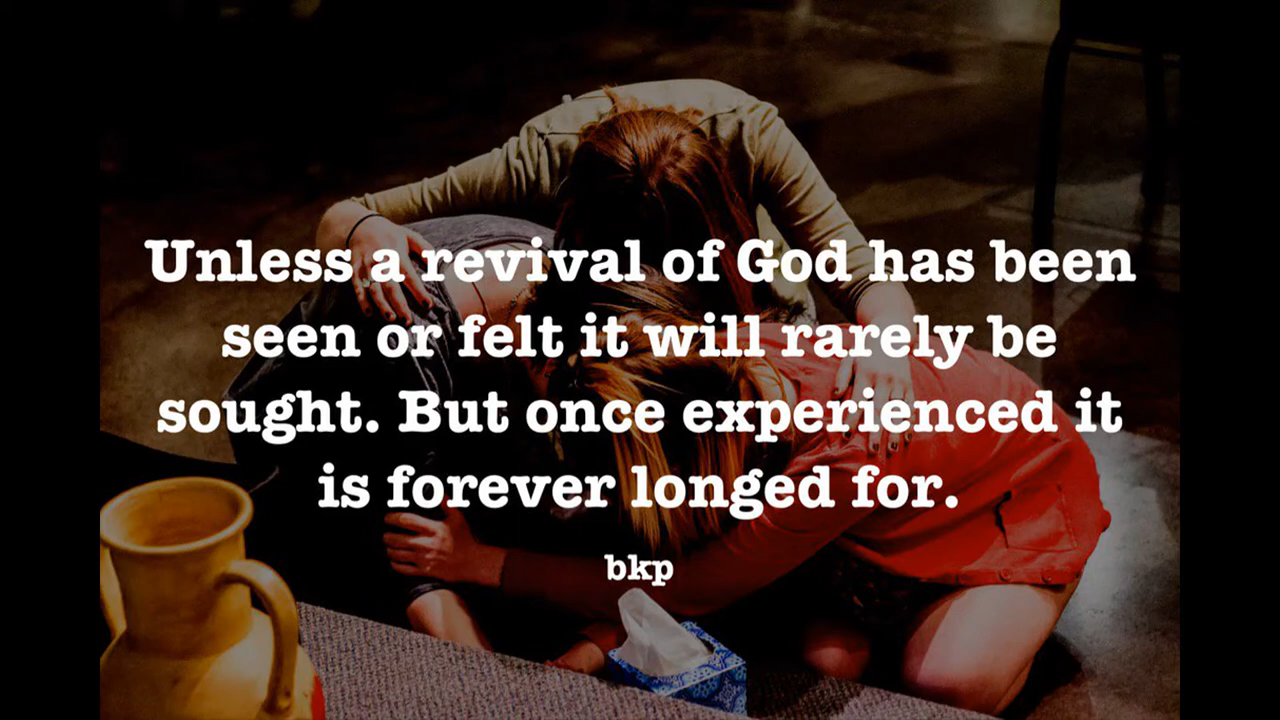 Unless a revival of God has been
seen or felt it will rarely be
sought. But once experienced it
is forever longed for.
bkp